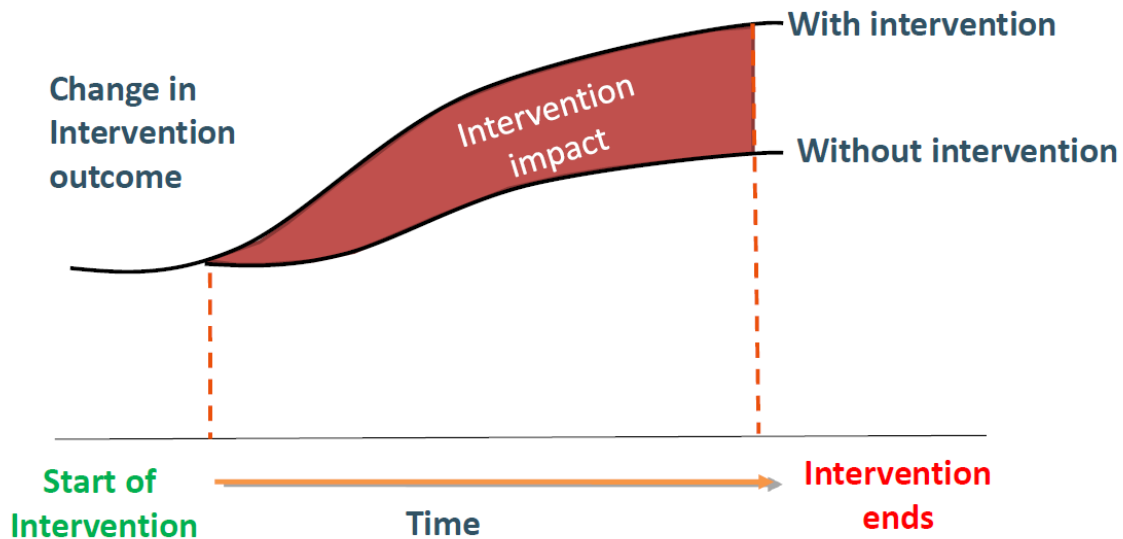 With intervention
Change in
Intervention
outcome
Intervention
impact
Without intervention
Start of
Intervention
Time
Intervention
ends